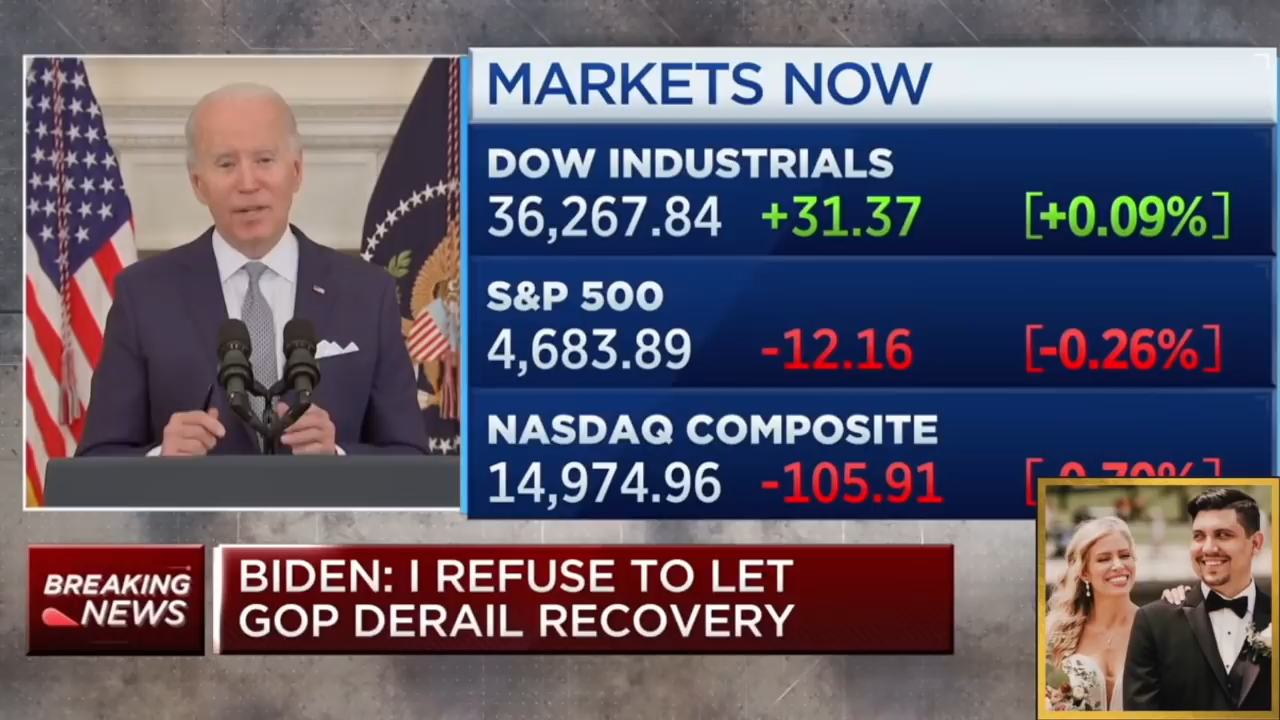 MARKETS NOW
DOW INDUSTRIALS
36,267.84 +31.37 [+0.09%]
S&P 500
4,683.89 -12.16 [-0.26%]
NASDAQ COMPOSITE
14,974.96 -105.91
BREAKING
NEWS
BIDEN: I REFUSE TO LET
GOP DERAIL RECOVERY